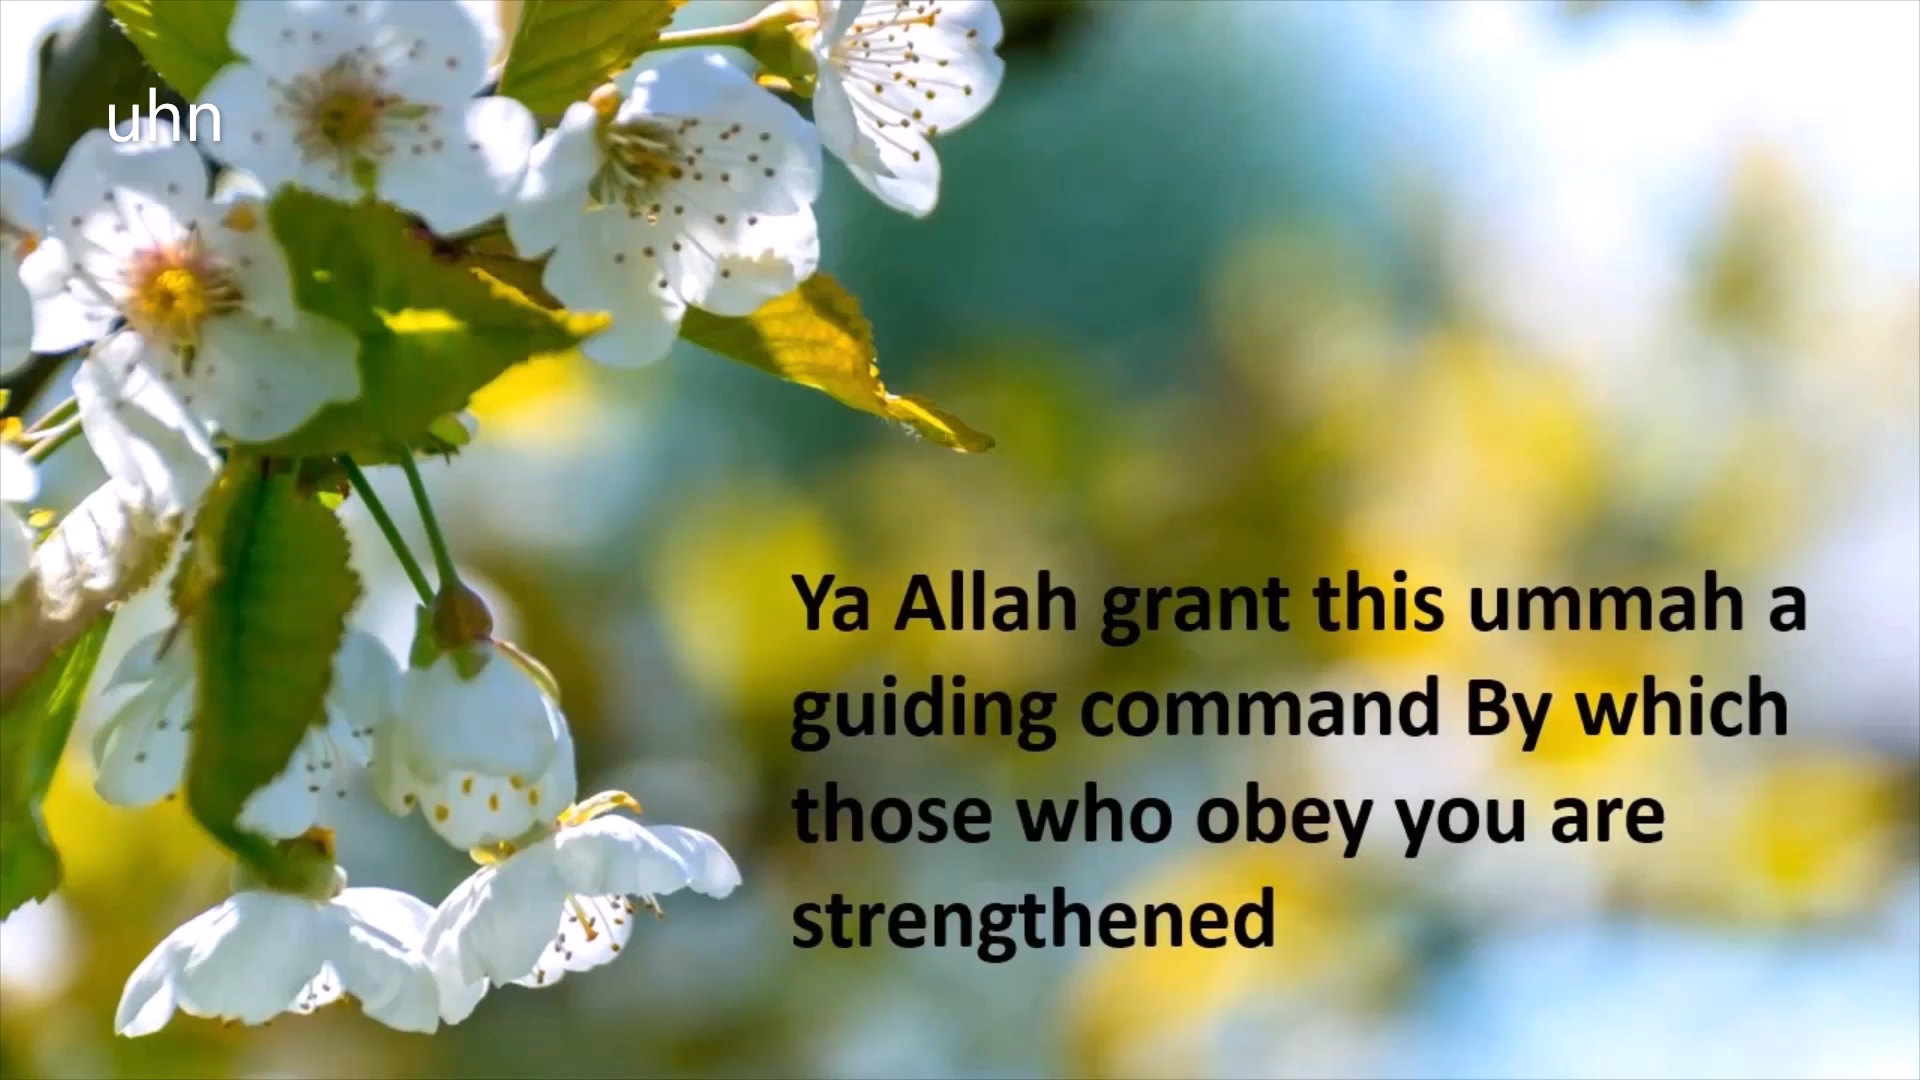 uhn
Ya Allah grant this ummah a
guiding command By which
those who obey you are
strengthened